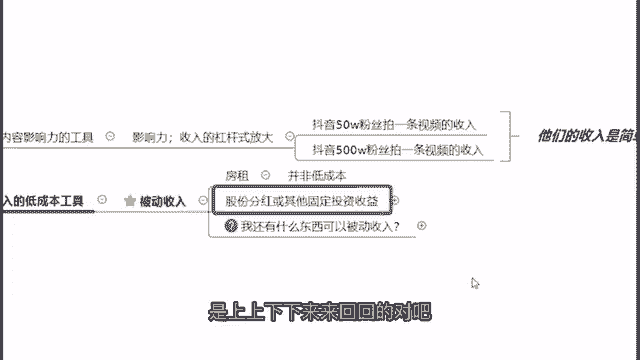 抖音50w粉丝拍一条视频的收入
内容影响力的工具
影响力；收入的杠杆式放大
他们的收入是简单
抖音500w粉丝拍一条视频的收入
房租
并非低成本
入的低成本工具
被动收入
股份分红或其他固定投资收益
我还有什么东西可以被动收入？
是上上下下来来回回的对吧